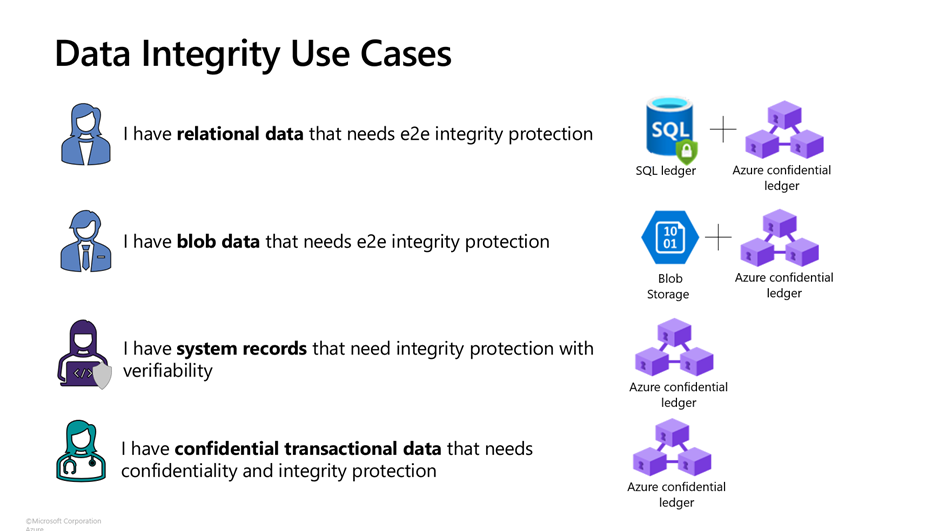 Data Integrity Use Cases
I have relational data that needs e2e integrity protection
SQL
SQL ledger
Azure confidential
ledger
I have blob data that needs e2e integrity protection
10
01
Blob
Storage
Azure confidential
ledger
I have system records that need integrity protection with
verifiability
</>
Azure confidential
ledger
I have confidential transactional data that needs
confidentiality and integrity protection
Azure confidential
ledger
©Microsoft Corporation
Azure